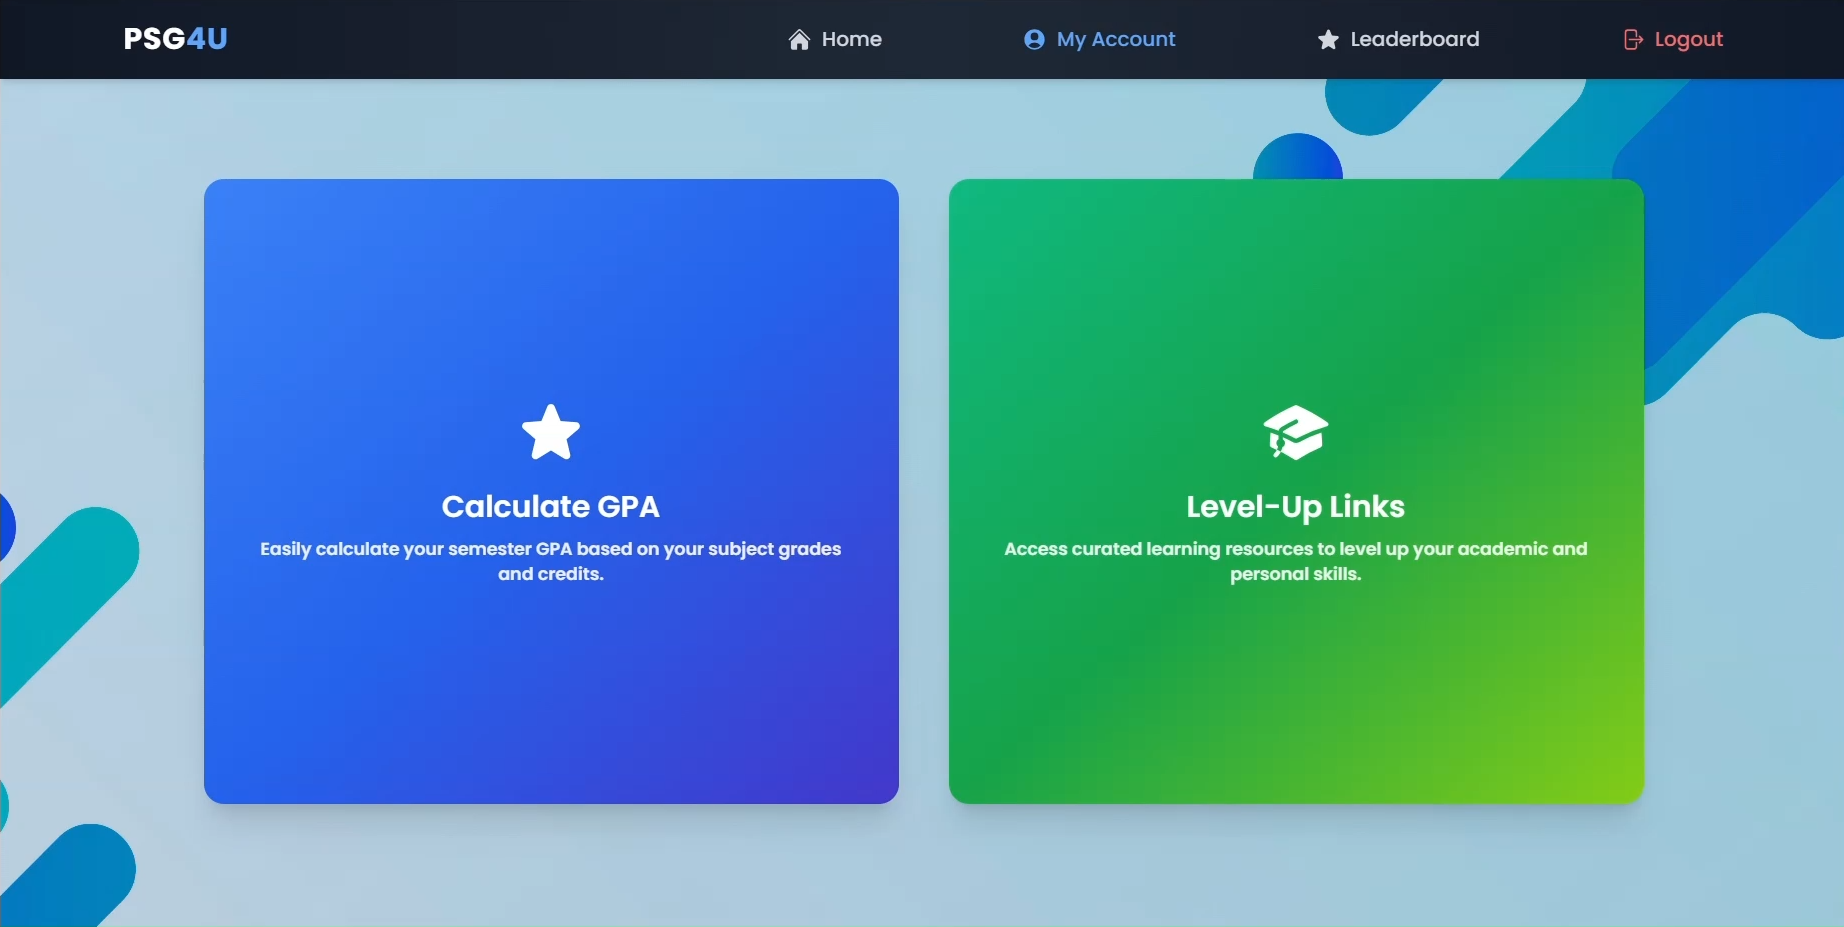 PSG4U
Home
My Account
Leaderboard
Logout
Calculate GPA
Easily calculate your semester GPA based on your subject grades
and credits.
Level-Up Links
Access curated learning resources to level up your academic and
personal skills.